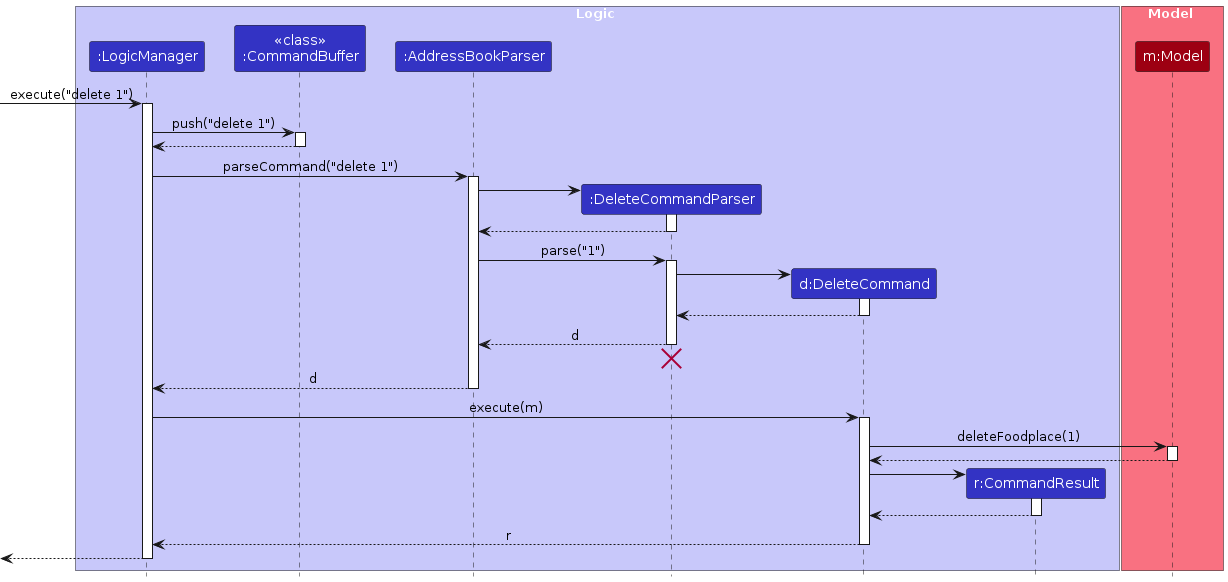 Logic
Model
«class»
:LogicManager
:CommandBuffer
:AddressBookParser
m:Model
execute("delete 1")
push("delete 1")
parseCommand("delete 1")
:DeleteCommandParser
parse("1")
d:DeleteCommand
d
d
execute(m)
deleteFoodplace(1)
r:CommandResult
r